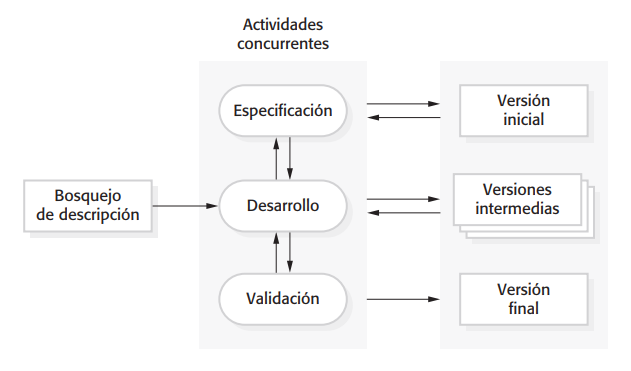 Actividades
concurrentes
Especificación
Versión
inicial
Bosquejo
de descripción
Desarrollo
Versiones
intermedias
Validación
Versión
final